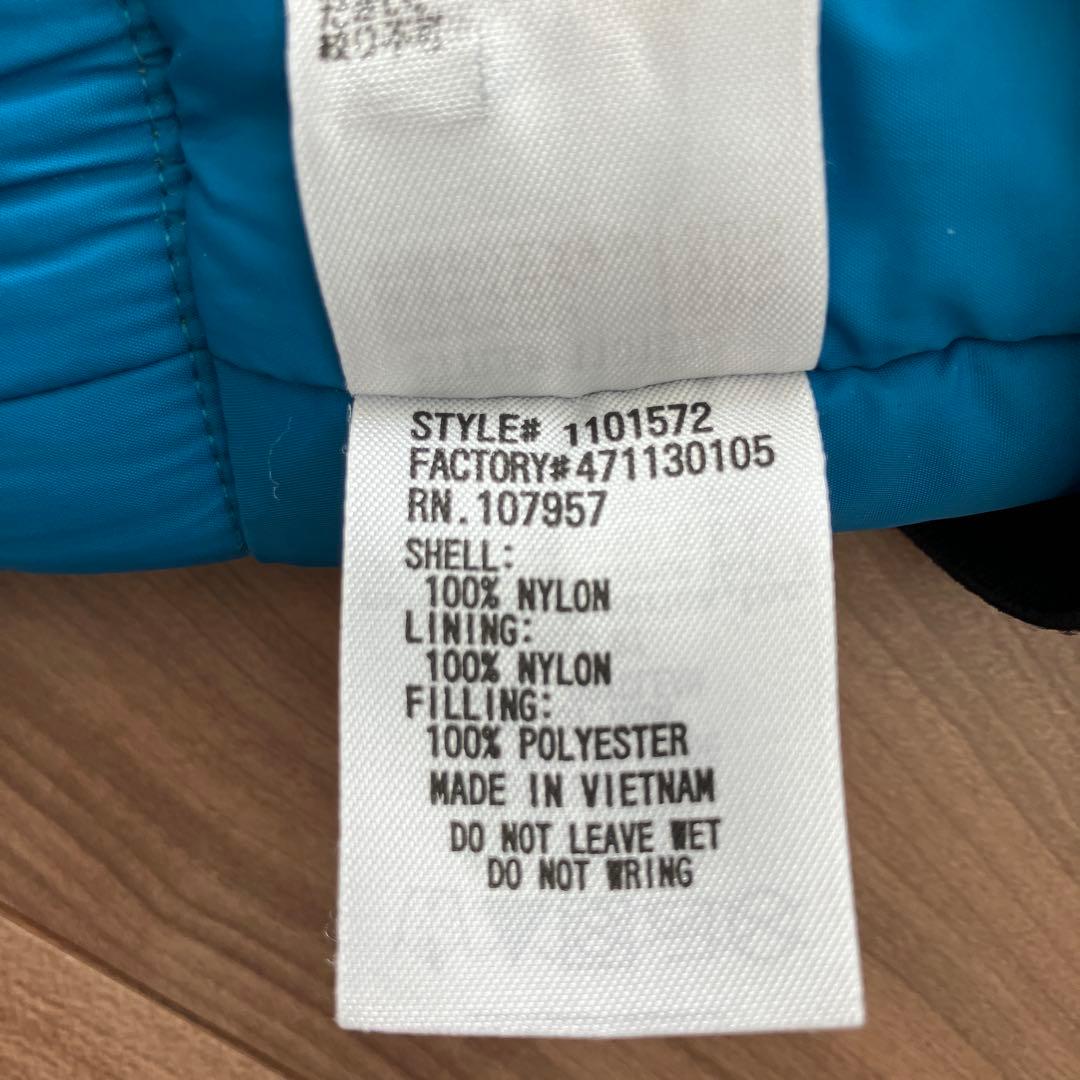 絞り不可
STYLE# 1101572
FACTORY#471130105
RN.107957
SHELL:
100% NYLON
LINING:
100% NYLON
FILLING:
100% POLYESTER
MADE IN VIETNAM
DO NOT LEAVE WET
DO NOT WRING